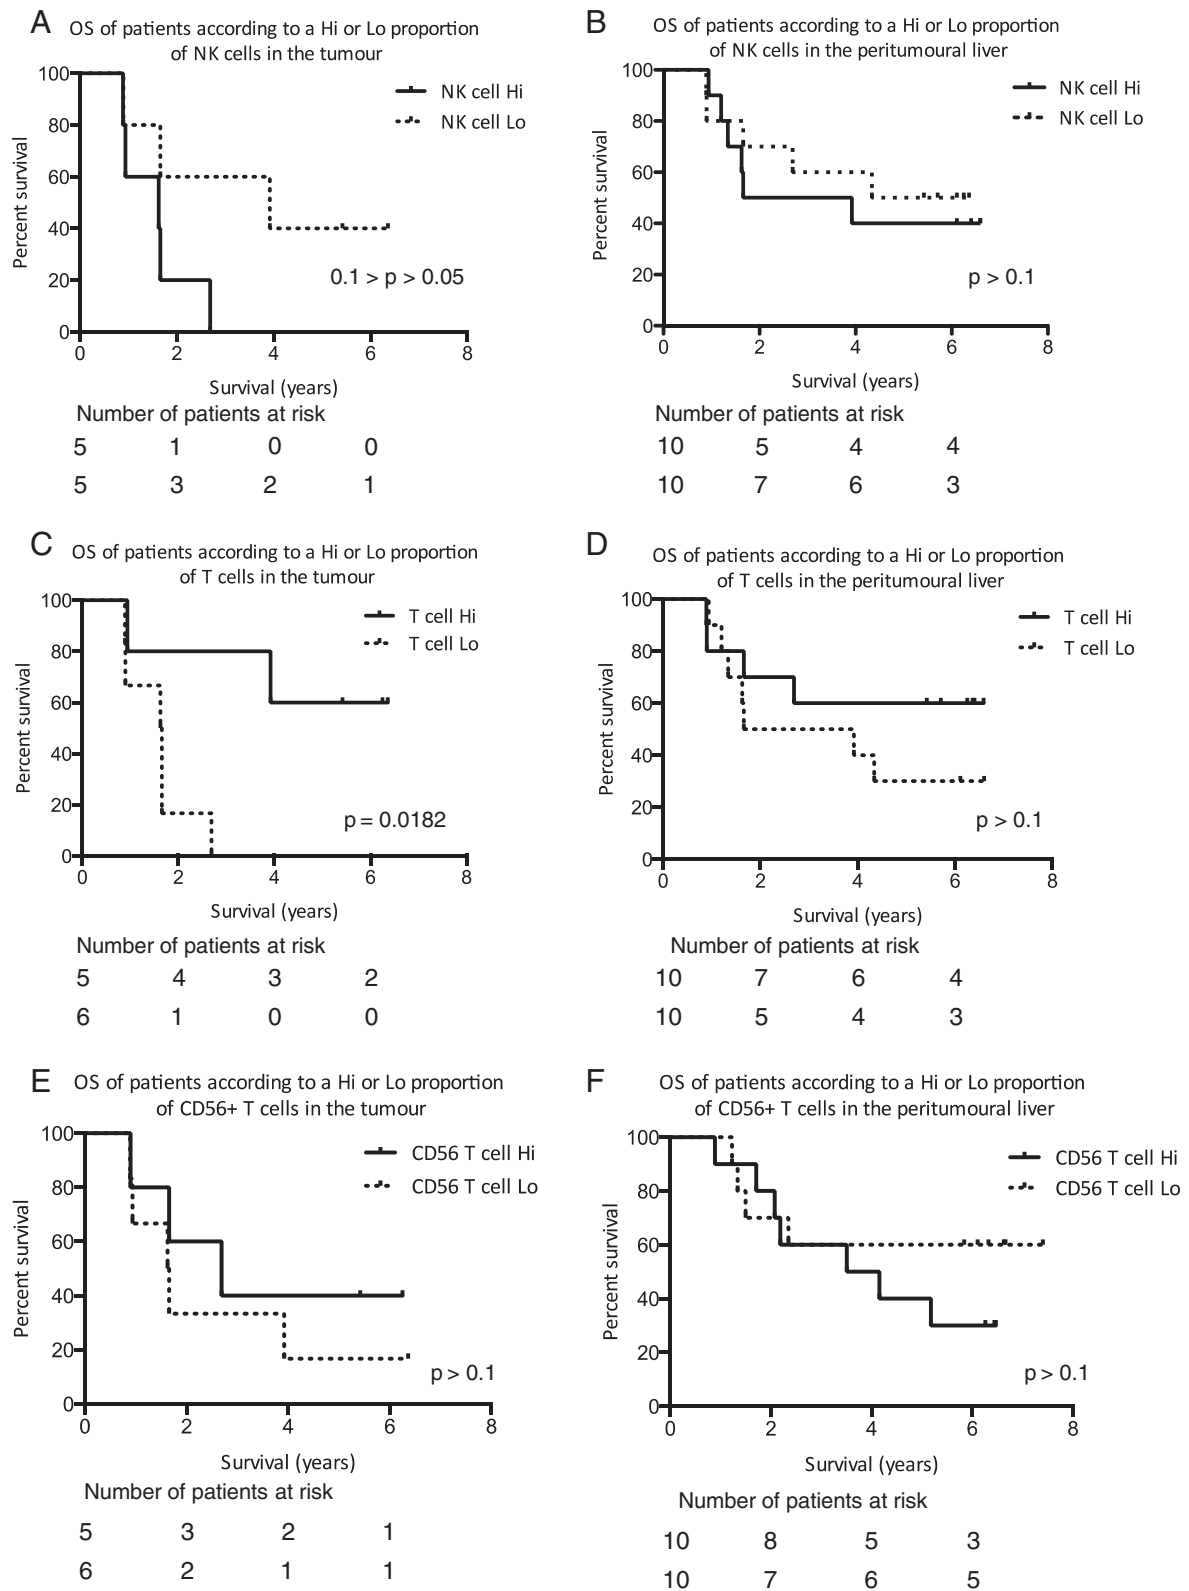 A
OS of patients according to a Hi or Lo proportion
of NK cells in the tumour
100
80
60
40
20
0
Percent survival
NK cell Hi
NK cell Lo
0.1 > p > 0.05
0 2 4 6 8
Survival (years)
Number of patients at risk
5 1 0 0
5 3 2 1
B
OS of patients according to a Hi or Lo proportion
of NK cells in the peritumoural liver
100
80
60
40
20
0
Percent survival
NK cell Hi
NK cell Lo
p > 0.1
0 2 4 6 8
Survival (years)
Number of patients at risk
10 5 4 4
10 7 6 3
C
OS of patients according to a Hi or Lo proportion
of T cells in the tumour
100
80
60
40
20
0
Percent survival
T cell Hi
T cell Lo
p = 0.0182
0 2 4 6 8
Survival (years)
Number of patients at risk
5 4 3 2
6 1 0 0
D
OS of patients according to a Hi or Lo proportion
of T cells in the peritumoural liver
100
80
60
40
20
0
Percent survival
T cell Hi
T cell Lo
p > 0.1
0 2 4 6 8
Survival (years)
Number of patients at risk
10 7 6 4
10 5 4 3
E
OS of patients according to a Hi or Lo proportion
of CD56+ T cells in the tumour
100
80
60
40
20
0
Percent survival
CD56 T cell Hi
CD56 T cell Lo
p > 0.1
0 2 4 6 8
Survival (years)
Number of patients at risk
5 3 2 1
6 2 1 1
F
OS of patients according to a Hi or Lo proportion
of CD56+ T cells in the peritumoural liver
100
80
60
40
20
0
Percent survival
CD56 T cell Hi
CD56 T cell Lo
p > 0.1
0 2 4 6 8
Survival (years)
Number of patients at risk
10 8 5 3
10 7 6 5